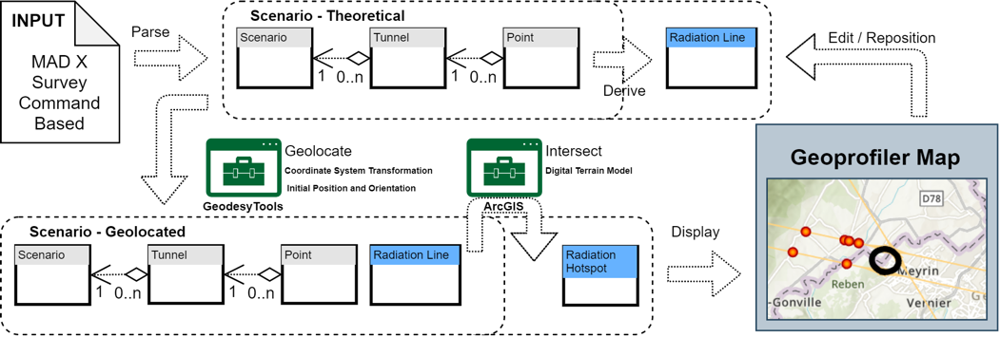 INPUT
MAD X
Survey
Command
Based
Parse
Scenario - Theoretical
Scenario
Tunnel
Point
1
0..n
1
0..n
Derive
Radiation Line
Edit / Reposition
Geolocate
Coordinate System Transformation
Initial Position and Orientation
GeodesyTools
Intersect
Digital Terrain Model
ArcGIS
Scenario - Geolocated
Scenario
Tunnel
Point
Radiation Line
1
0..n
1
0..n
Radiation
Hotspot
Display
Geoprofiler Map
D78
Meyrin
Reben
-Gonville
Vernier
Ge